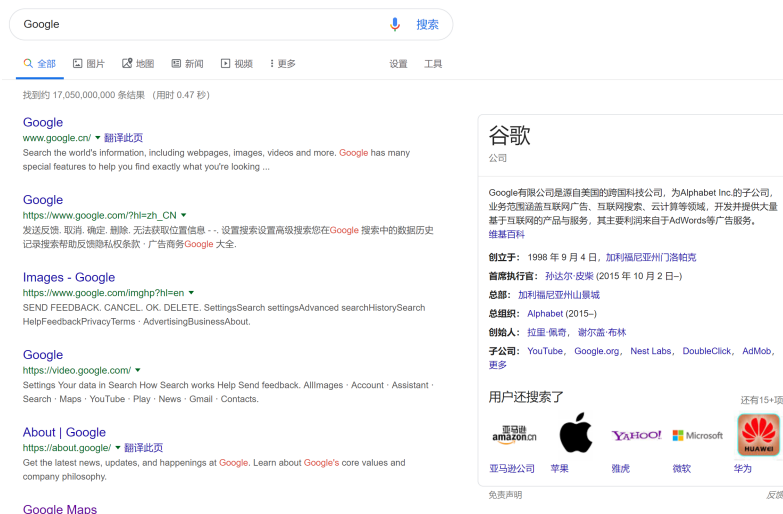 Google
搜索
全部 图片 地图 新闻 视频 更多 设置 工具
找到约 17,050,000,000 条结果 （用时 0.47 秒）
Google
www.google.cn/ 翻译此页
Search the world's information, including webpages, images, videos and more. Google has many
special features to help you find exactly what you're looking ...
Google
https://www.google.com/?hl=zh_CN
发送反馈. 取消. 确定. 删除. 无法获取位置信息 - -. 设置搜索设置高级搜索您在Google 搜索中的数据历史
记录搜索帮助反馈隐私权条款 · 广告商务Google 大全.
Images - Google
https://www.google.com/imghp?hl=en
SEND FEEDBACK. CANCEL. OK. DELETE. SettingsSearch settingsAdvanced searchHistorySearch
HelpFeedbackPrivacyTerms · AdvertisingBusinessAbout.
Google
https://video.google.com/
Settings Your data in Search How Search works Help Send feedback. AllImages · Account · Assistant ·
Search · Maps · YouTube · Play · News · Gmail · Contacts.
About | Google
https://about.google/ 翻译此页
Get the latest news, updates, and happenings at Google. Learn about Google's core values and
company philosophy.
Google Maps
谷歌
公司
Google有限公司是源自美国的跨国科技公司，为Alphabet Inc.的子公司，
业务范围涵盖互联网广告、互联网搜索、云计算等领域，开发并提供大量
基于互联网的产品与服务，其主要利润来自于AdWords等广告服务。
维基百科
创立于： 1998 年 9 月 4 日，加利福尼亚州门洛帕克
首席执行官： 孙达尔·皮柴 (2015 年 10 月 2 日–)
总部： 加利福尼亚州山景城
总组织： Alphabet (2015–)
创始人： 拉里·佩奇， 谢尔盖·布林
子公司： YouTube， Google.org， Nest Labs， DoubleClick， AdMob，
更多
用户还搜索了 还有15+项
亚马逊
amazon.cn YAHOO! Microsoft HUAWEI
亚马逊公司 苹果 雅虎 微软 华为
免责声明 反馈